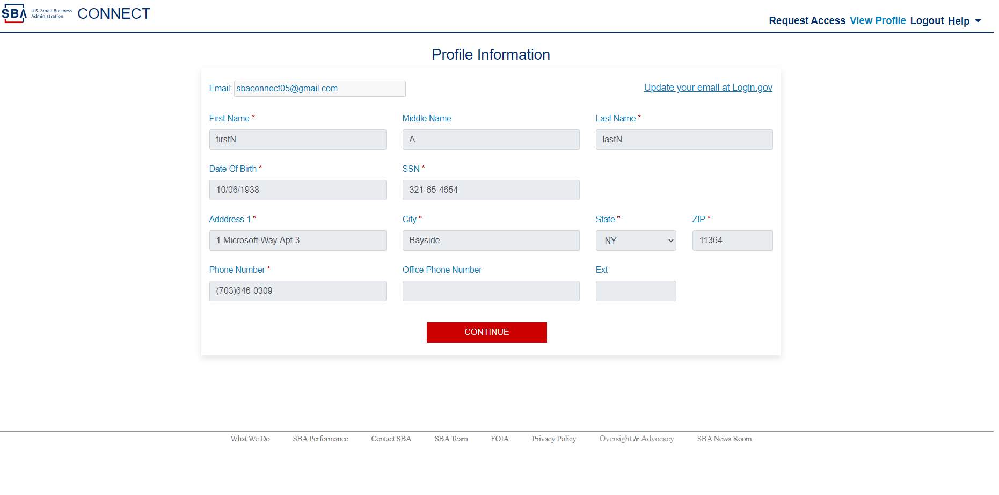 SBA U.S. Small Business Administration CONNECT
Request Access View Profile Logout Help
Profile Information
Email: sbaconnect05@gmail.com Update your email at Login.gov
First Name * Middle Name Last Name *
firstN A lastN
Date Of Birth * SSN *
10/06/1938 321-65-4654
Adddress 1 * City * State * ZIP *
1 Microsoft Way Apt 3 Bayside NY 11364
Phone Number * Office Phone Number Ext
(703)646-0309
CONTINUE
What We Do SBA Performance Contact SBA SBA Team FOIA Privacy Policy Oversight & Advocacy SBA News Room